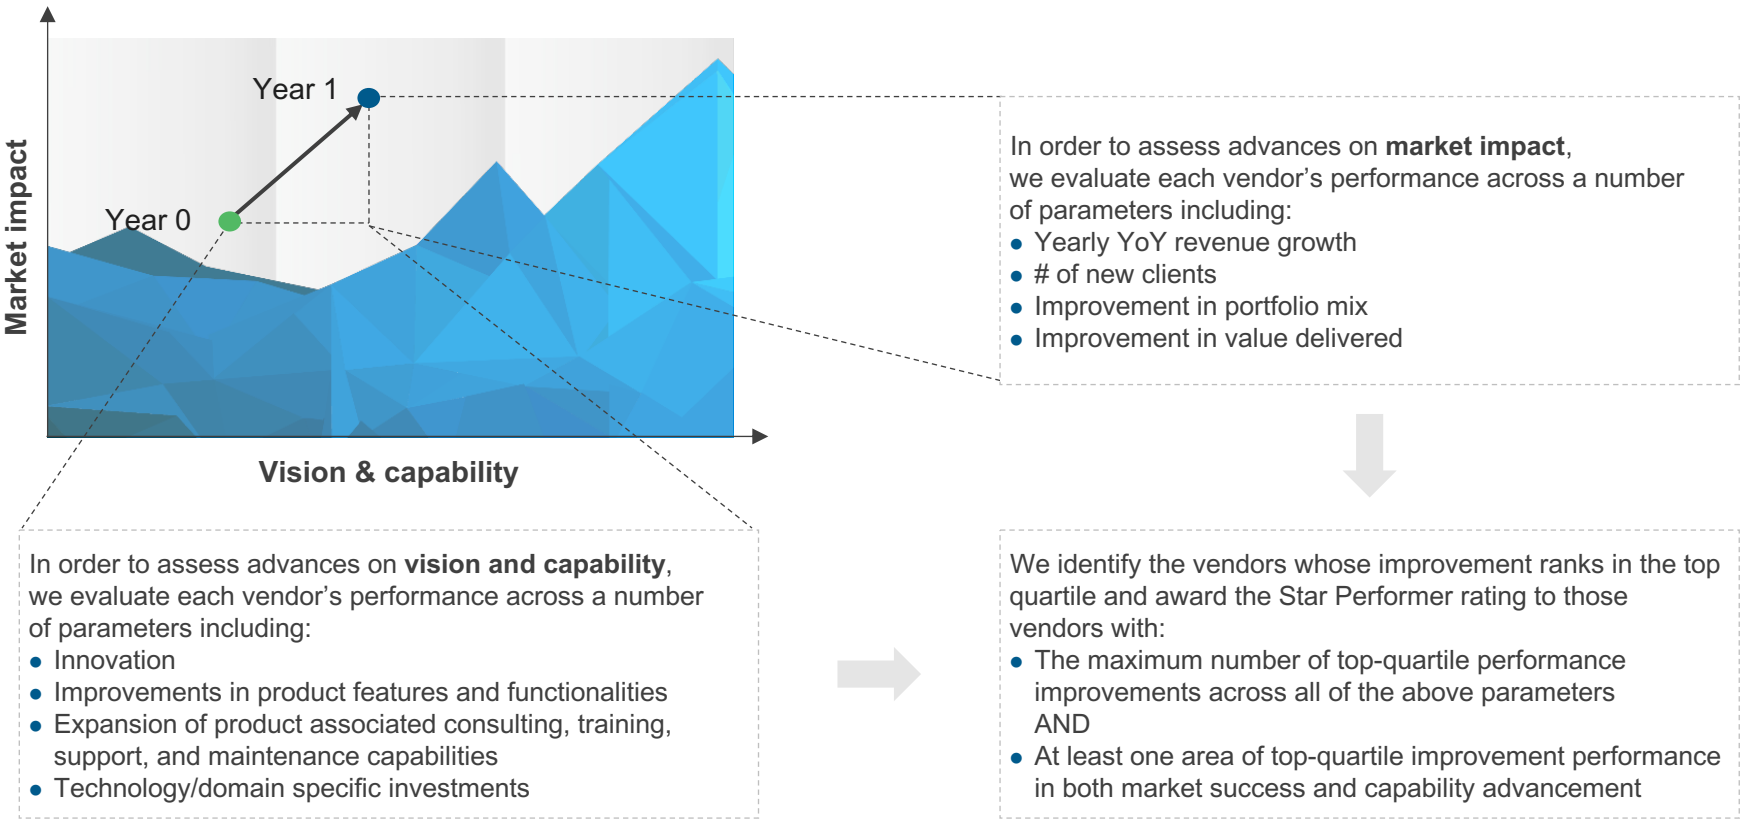 Year 1
Year 0
Market impact
Vision & capability
In order to assess advances on market impact,
we evaluate each vendor’s performance across a number
of parameters including:
● Yearly YoY revenue growth
● # of new clients
● Improvement in portfolio mix
● Improvement in value delivered
In order to assess advances on vision and capability,
we evaluate each vendor’s performance across a number
of parameters including:
● Innovation
● Improvements in product features and functionalities
● Expansion of product associated consulting, training,
support, and maintenance capabilities
● Technology/domain specific investments
We identify the vendors whose improvement ranks in the top
quartile and award the Star Performer rating to those
vendors with:
● The maximum number of top-quartile performance
improvements across all of the above parameters
AND
● At least one area of top-quartile improvement performance
in both market success and capability advancement